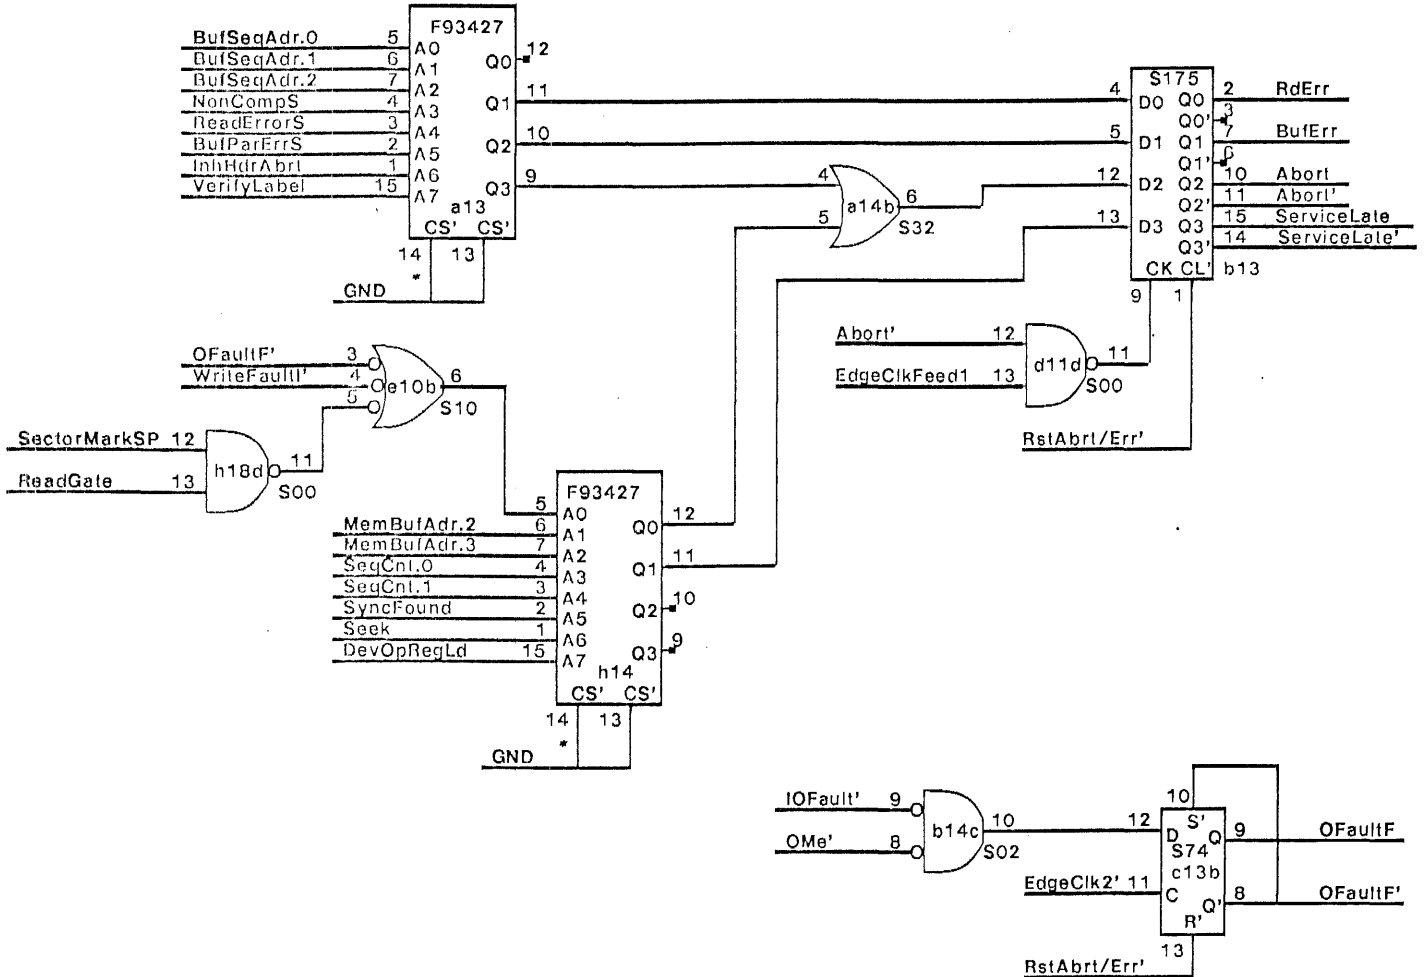 F93427
BufSeqAdr.0 5 A0
BufSeqAdr.1 6 A1
BufSeqAdr.2 7 A2
NonCompS 4 A3
ReadErrorS 3 A4
BufParErrS 2 A5
InhHdrAbrt 1 A6
VerifyLabel 15 A7
Q0 12
Q1 11
Q2 10
Q3 9
a13
CS' CS'
14 13
*
GND
4
5
a14b
6
S32
S175
4 D0 Q0 2 RdErr
Q0' 3
5 D1 Q1 7 BufErr
Q1' 6
12 D2 Q2 10 Abort
Q2' 11 Abort'
13 D3 Q3 15 ServiceLate
Q3' 14 ServiceLate'
CK CL' b13
9 1
Abort' 12
EdgeClkFeed1 13
d11d
11
S00
RstAbrt/Err'
OFaultF' 3
WriteFaultI' 4
5
e10b
6
S10
SectorMarkSP 12
ReadGate 13
h18d
11
S00
F93427
5 A0
MemBufAdr.2 6 A1
MemBufAdr.3 7 A2
SeqCnt.0 4 A3
SeqCnt.1 3 A4
SyncFound 2 A5
Seek 1 A6
DevOpRegLd 15 A7
Q0 12
Q1 11
Q2 10
Q3 9
h14
CS' CS'
14 13
*
GND
IOFault' 9
OMe' 8
b14c
10
S02
10
S'
12 D Q 9 OFaultF
S74
c13b
EdgeClk2' 11 C
Q' 8 OFaultF'
R'
13
RstAbrt/Err'